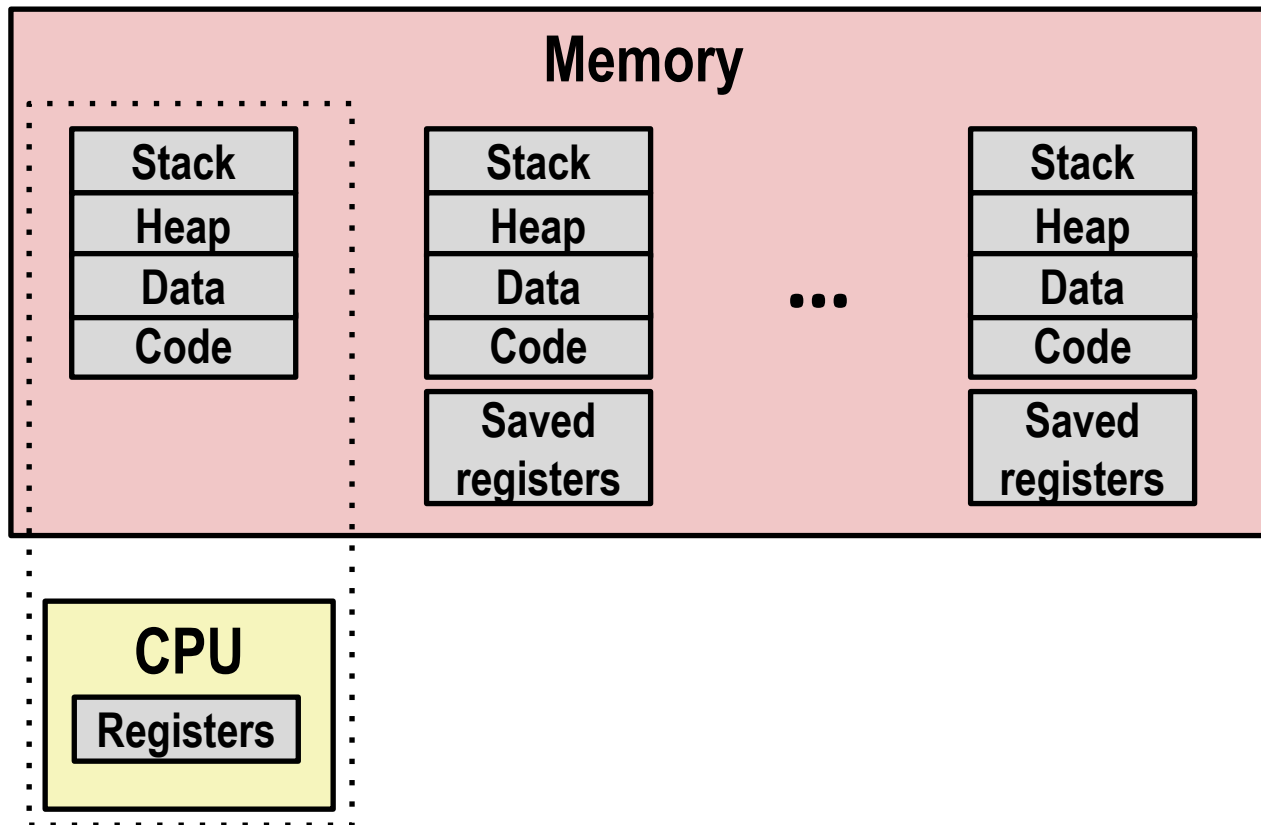 Memory
Stack
Heap
Data
Code
Stack
Heap
Data
Code
Saved
registers
...
Stack
Heap
Data
Code
Saved
registers
CPU
Registers